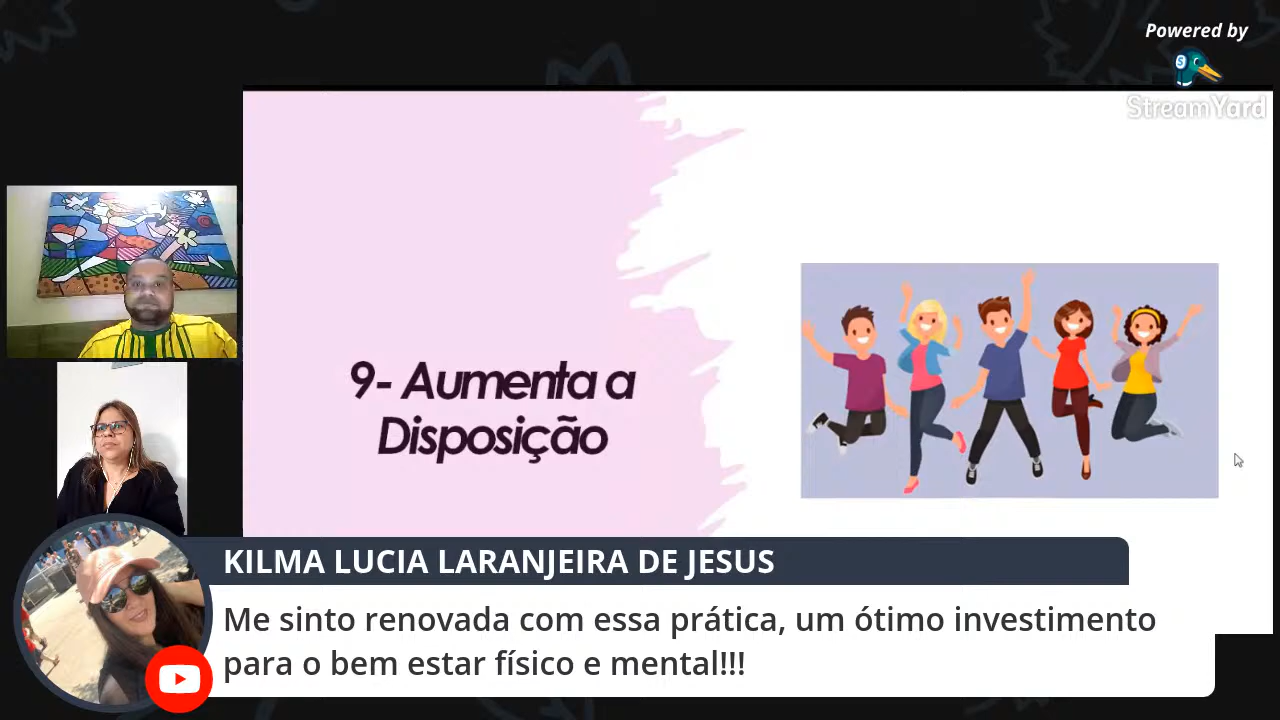 Powered by
StreamYard
9- Aumenta a
Disposição
KILMA LUCIA LARANJEIRA DE JESUS
Me sinto renovada com essa prática, um ótimo investimento
para o bem estar físico e mental!!!